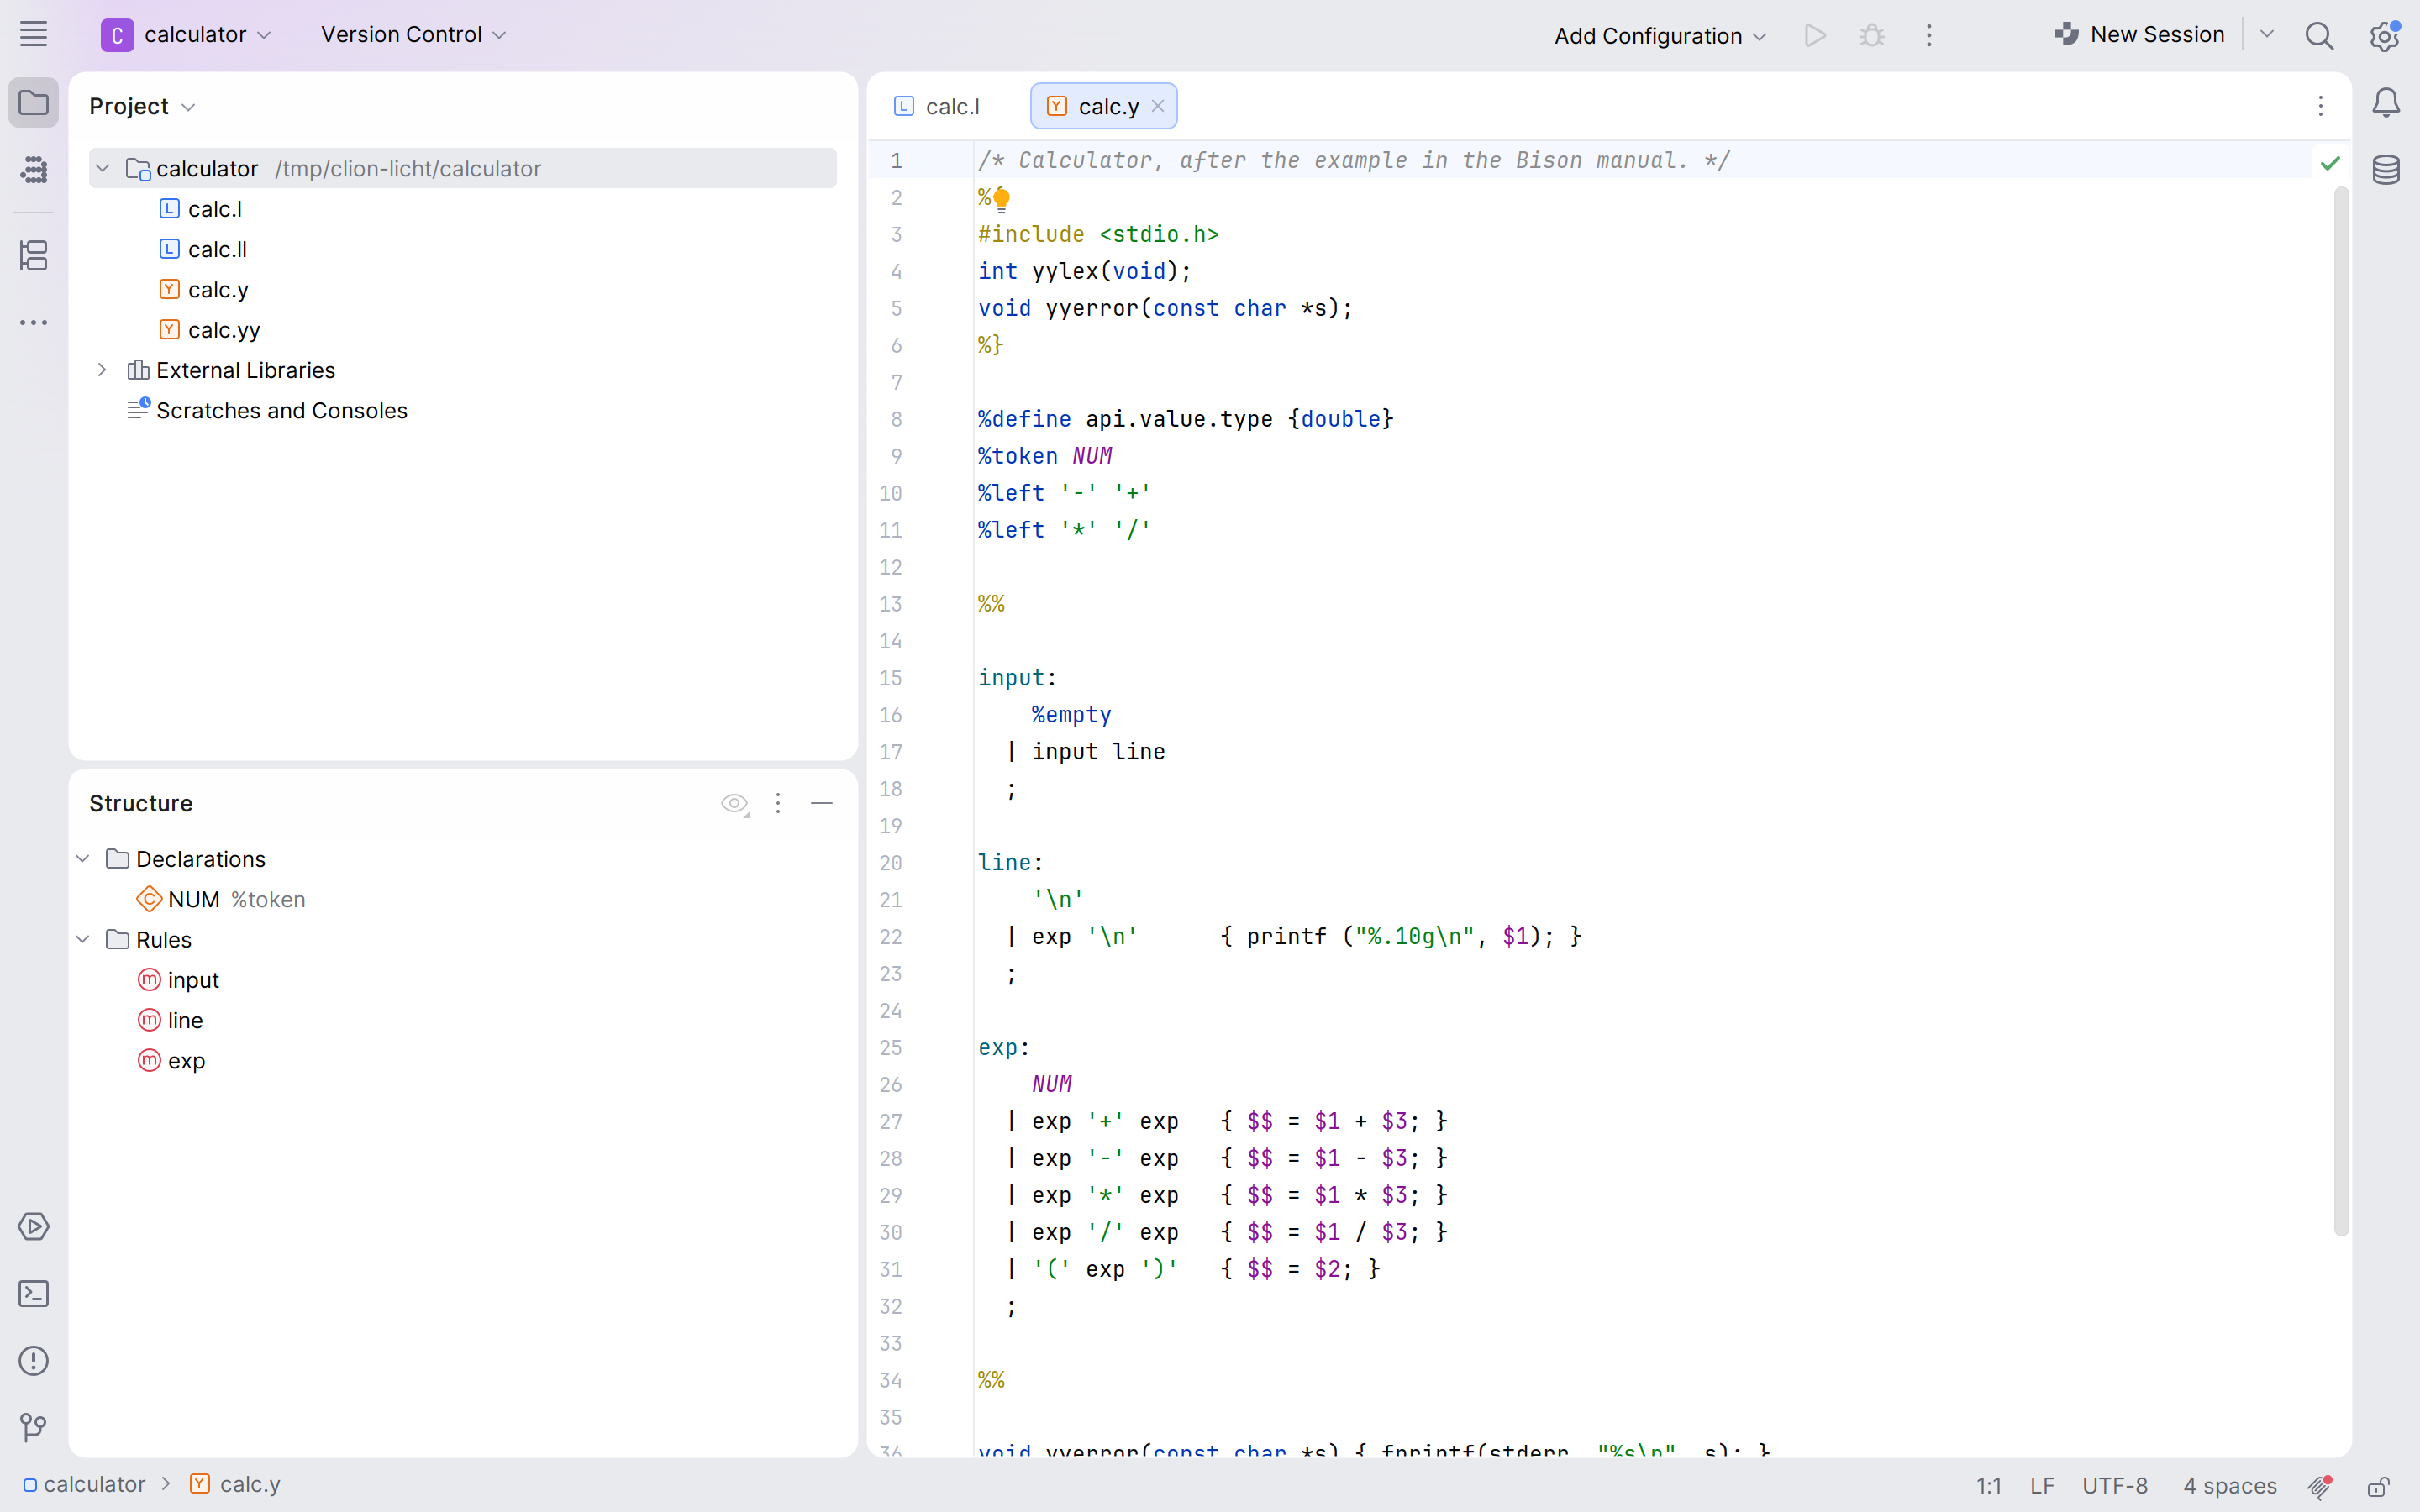 C calculator Version Control Add Configuration New Session
Project
calculator /tmp/clion-licht/calculator
L calc.l
L calc.ll
Y calc.y
Y calc.yy
External Libraries
Scratches and Consoles
Structure
Declarations
C NUM %token
Rules
m input
m line
m exp
L calc.l Y calc.y
1 /* Calculator, after the example in the Bison manual. */
2 %
3 #include <stdio.h>
4 int yylex(void);
5 void yyerror(const char *s);
6 %}
7
8 %define api.value.type {double}
9 %token NUM
10 %left '-' '+'
11 %left '*' '/'
12
13 %%
14
15 input:
16 %empty
17 | input line
18 ;
19
20 line:
21 '\n'
22 | exp '\n' { printf ("%.10g\n", $1); }
23 ;
24
25 exp:
26 NUM
27 | exp '+' exp { $$ = $1 + $3; }
28 | exp '-' exp { $$ = $1 - $3; }
29 | exp '*' exp { $$ = $1 * $3; }
30 | exp '/' exp { $$ = $1 / $3; }
31 | '(' exp ')' { $$ = $2; }
32 ;
33
34 %%
35
36 void yyerror(const char *s) { fprintf(stderr, "%s\n", s); }
calculator > Y calc.y 1:1 LF UTF-8 4 spaces